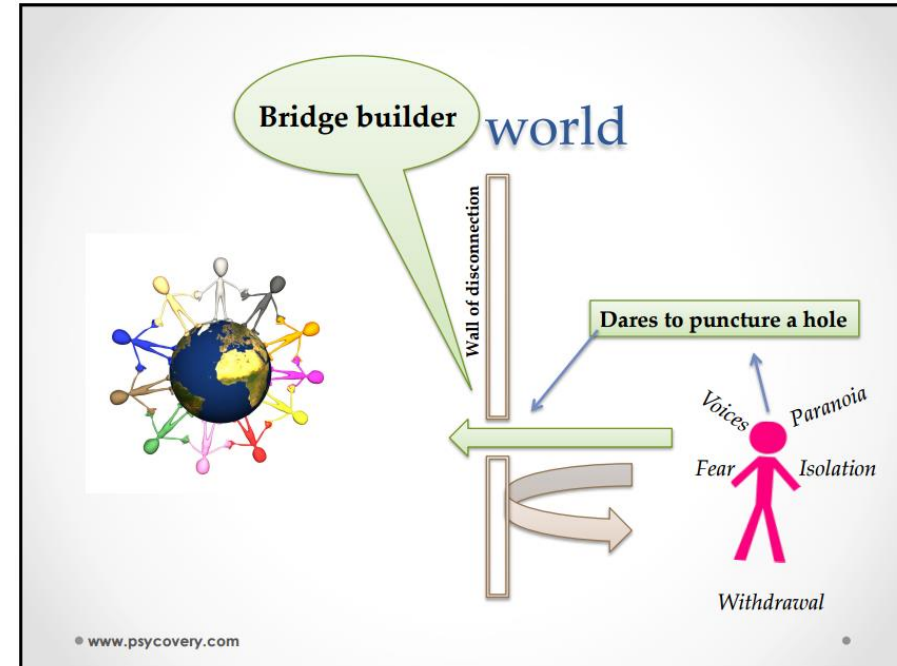 Bridge builder
world
Wall of disconnection
Dares to puncture a hole
Voices
Paranoia
Fear
Isolation
Withdrawal
www.psycovery.com